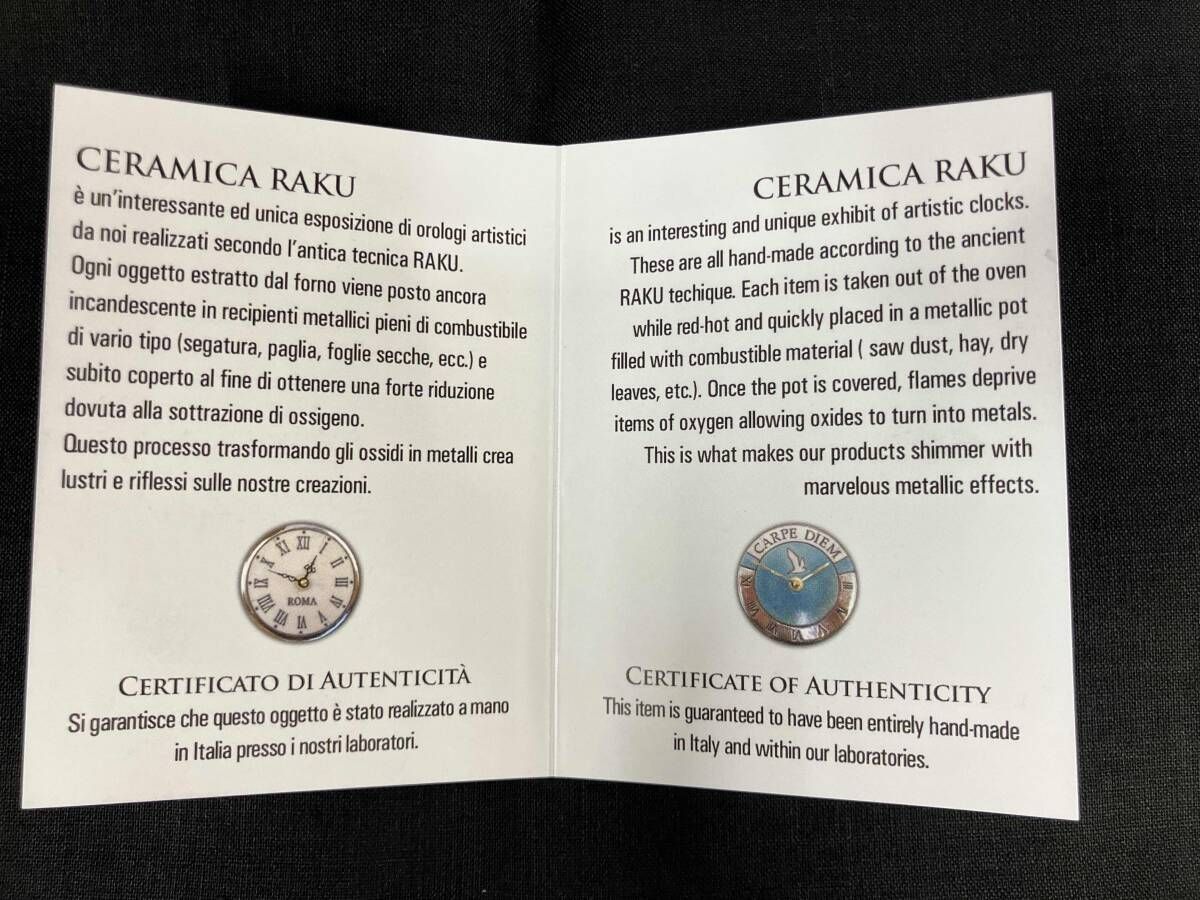 CERAMICA RAKU
è un'interessante ed unica esposizione di orologi artistici
da noi realizzati secondo l'antica tecnica RAKU.
Ogni oggetto estratto dal forno viene posto ancora
incandescente in recipienti metallici pieni di combustibile
di vario tipo (segatura, paglia, foglie secche, ecc.) e
subito coperto al fine di ottenere una forte riduzione
dovuta alla sottrazione di ossigeno.
Questo processo trasformando gli ossidi in metalli crea
lustri e riflessi sulle nostre creazioni.
XII I II III IV V VI VII VIII IX X XI
ROMA
CERTIFICATO DI AUTENTICITÀ
Si garantisce che questo oggetto è stato realizzato a mano
in Italia presso i nostri laboratori.
CERAMICA RAKU
is an interesting and unique exhibit of artistic clocks.
These are all hand-made according to the ancient
RAKU techique. Each item is taken out of the oven
while red-hot and quickly placed in a metallic pot
filled with combustible material ( saw dust, hay, dry
leaves, etc.). Once the pot is covered, flames deprive
items of oxygen allowing oxides to turn into metals.
This is what makes our products shimmer with
marvelous metallic effects.
CARPE DIEM
CERTIFICATE OF AUTHENTICITY
This item is guaranteed to have been entirely hand-made
in Italy and within our laboratories.